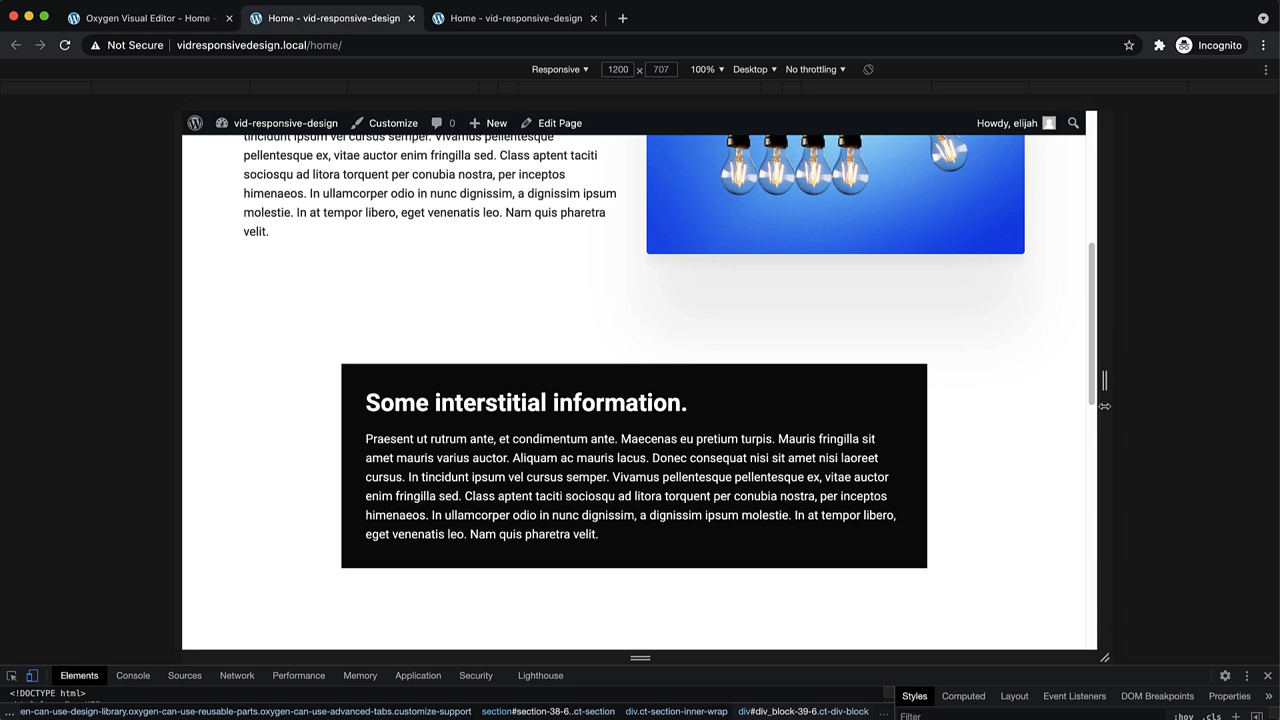 Oxygen Visual Editor - Home -
Home - vid-responsive-design
Home - vid-responsive-design
Not Secure
vidresponsivedesign.local/home/
Incognito
Responsive
1200
707
100%
Desktop
No throttling
vid-responsive-design
Customize
0
New
Edit Page
Howdy, elijah
tincidunt ipsum vel cursus semper. Vivamus pellentesque
pellentesque ex, vitae auctor enim fringilla sed. Class aptent taciti
sociosqu ad litora torquent per conubia nostra, per inceptos
himenaeos. In ullamcorper odio in nunc dignissim, a dignissim ipsum
molestie. In at tempor libero, eget venenatis leo. Nam quis pharetra
velit.
Some interstitial information.
Praesent ut rutrum ante, et condimentum ante. Maecenas eu pretium turpis. Mauris fringilla sit
amet mauris varius auctor. Aliquam ac mauris lacus. Donec consequat nisi sit amet nisi laoreet
cursus. In tincidunt ipsum vel cursus semper. Vivamus pellentesque pellentesque ex, vitae auctor
enim fringilla sed. Class aptent taciti sociosqu ad litora torquent per conubia nostra, per inceptos
himenaeos. In ullamcorper odio in nunc dignissim, a dignissim ipsum molestie. In at tempor libero,
eget venenatis leo. Nam quis pharetra velit.
Elements
Console
Sources
Network
Performance
Memory
Application
Security
Lighthouse
<!DOCTYPE html>
Styles
Computed
Layout
Event Listeners
DOM Breakpoints
Properties
... gen-can-use-design-library.oxygen-can-use-reusable-parts.oxygen-can-use-advanced-tabs.customize-support
section#section-38-6..ct-section
div.ct-section-inner-wrap
div#div_block-39-6.ct-div-block
...
Filter
:hov
.cls